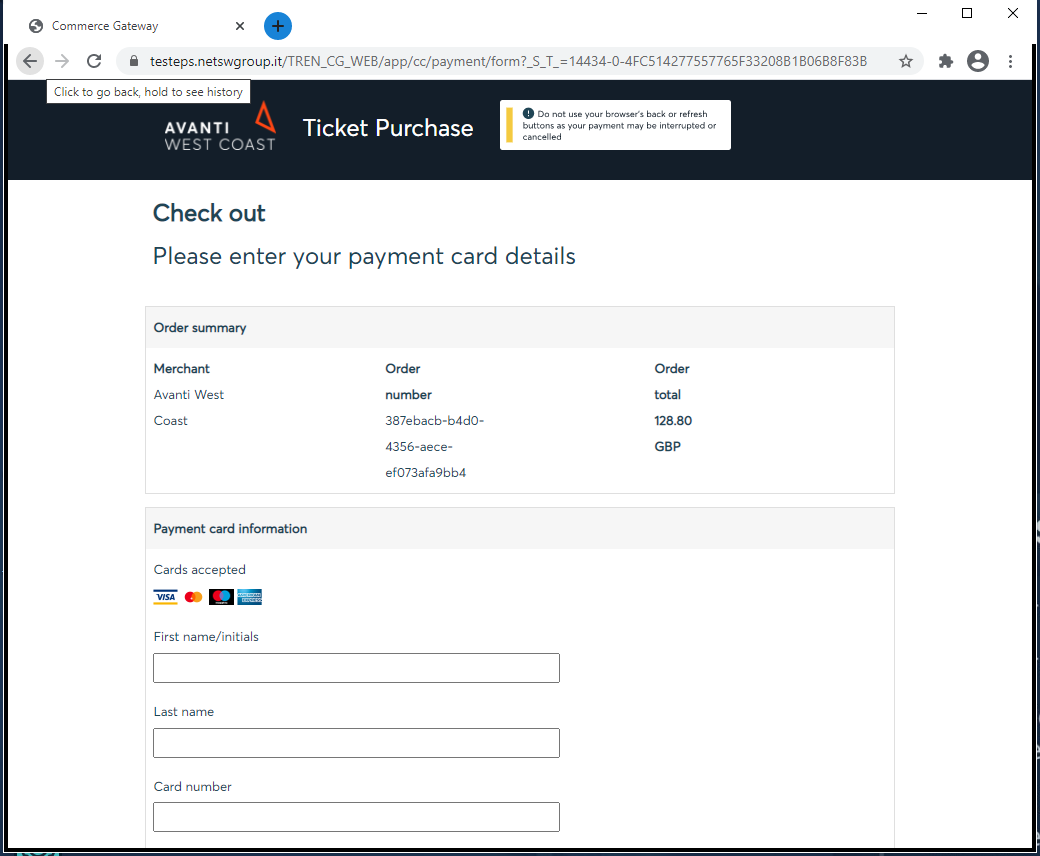 Commerce Gateway
testeps.netswgroup.it/TREN_CG_WEB/app/cc/payment/form?_S_T_=14434-0-4FC514277557765F33208B1B06B8F83B
Click to go back, hold to see history
AVANTI
WEST COAST
Ticket Purchase
Do not use your browser's back or refresh
buttons as your payment may be interrupted or
cancelled
Check out
Please enter your payment card details
Order summary
Merchant
Avanti West
Coast
Order
number
387ebacb-b4d0-
4356-aece-
ef073afa9bb4
Order
total
128.80
GBP
Payment card information
Cards accepted
VISA
First name/initials
Last name
Card number